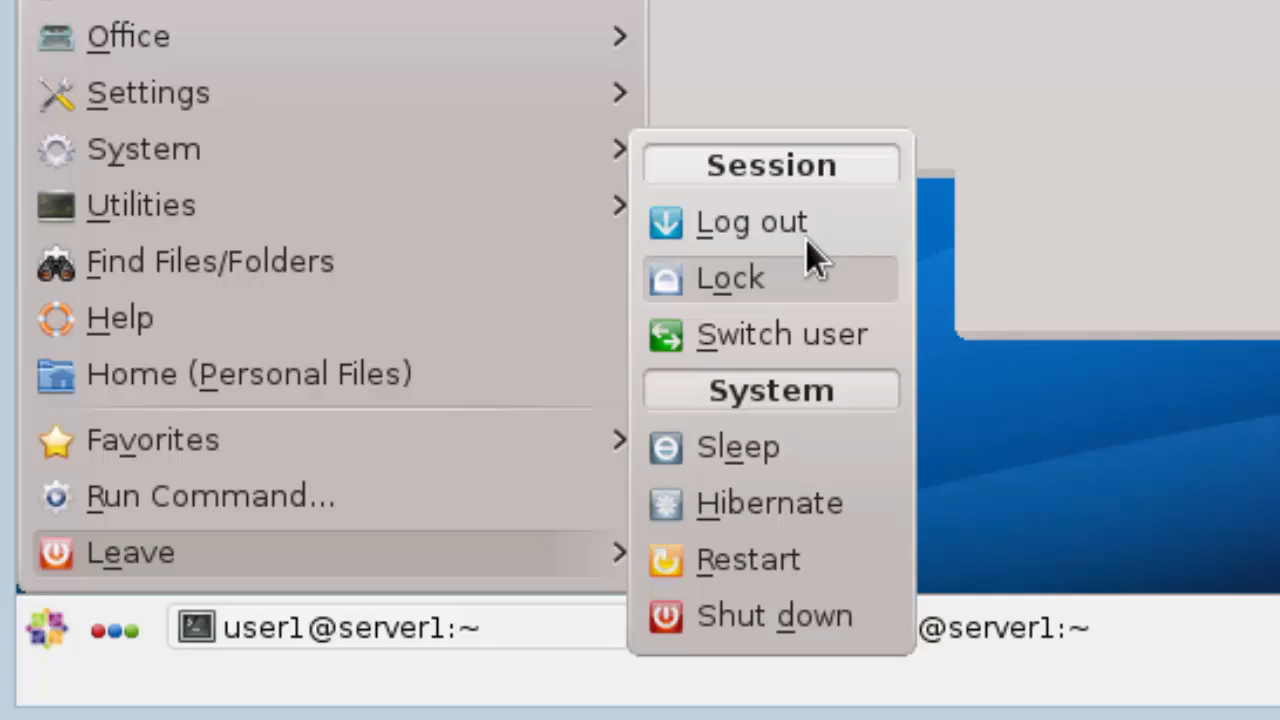 Office
Settings
System
Utilities
Find Files/Folders
Help
Home (Personal Files)
Favorites
Run Command...
Leave
Session
Log out
Lock
Switch user
System
Sleep
Hibernate
Restart
Shut down
user1@server1:~
@server1:~